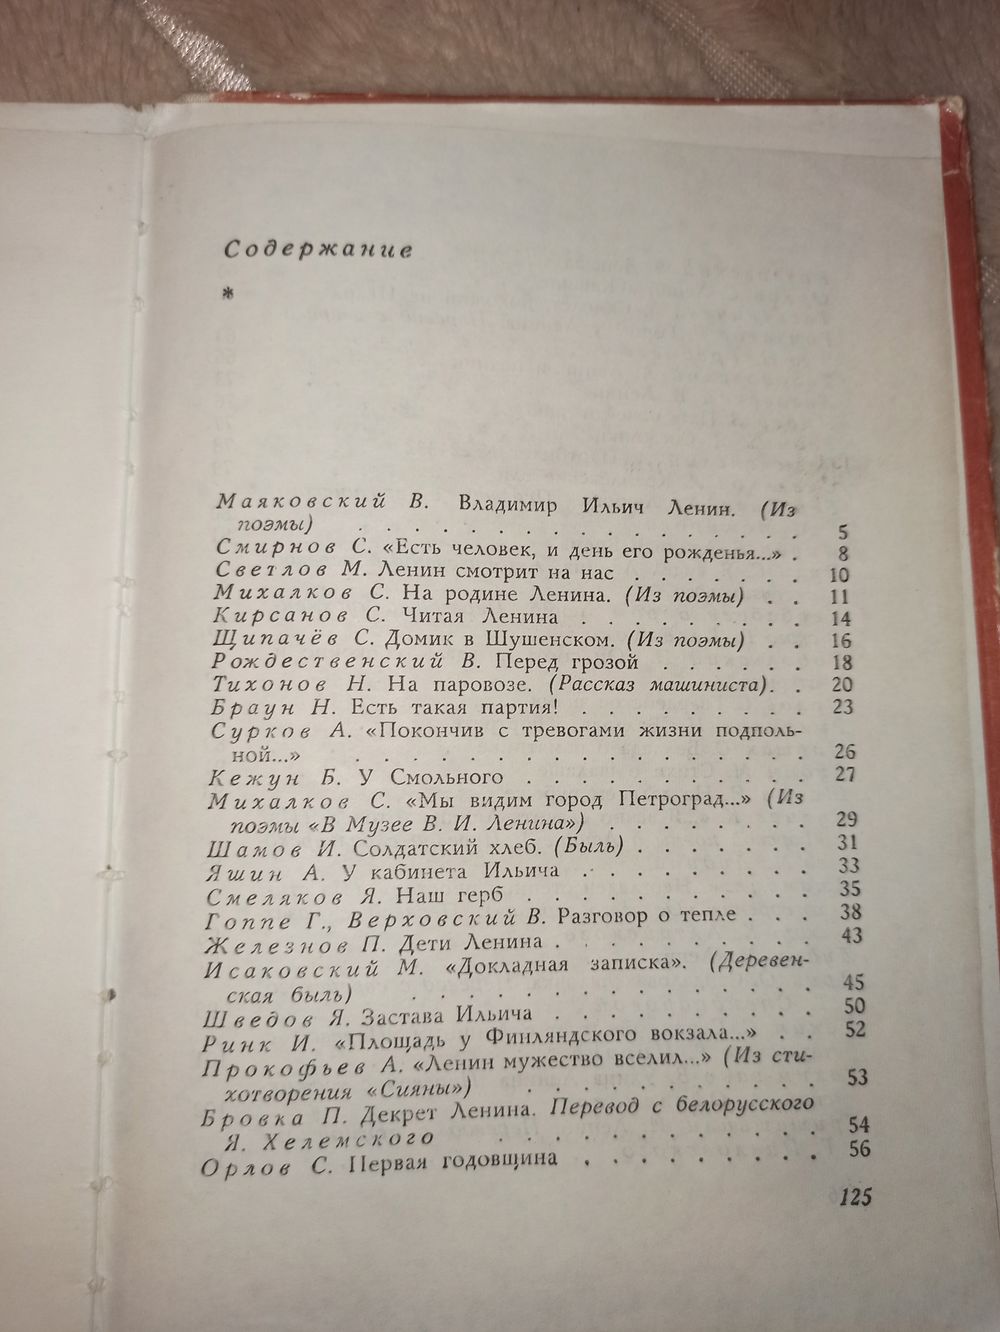 Содержание
*
Маяковский В. Владимир Ильич Ленин. (Из
поэмы) . . . . . . . . . . . . . . . . 5
Смирнов С. «Есть человек, и день его рожденья...» . 8
Светлов М. Ленин смотрит на нас . . . . . . . 10
Михалков С. На родине Ленина. (Из поэмы) . . 11
Кирсанов С. Читая Ленина . . . . . . . . 14
Щипачёв С. Домик в Шушенском. (Из поэмы) . . 16
Рождественский В. Перед грозой . . . . . . 18
Тихонов Н. На паровозе. (Рассказ машиниста). . 20
Браун Н. Есть такая партия! . . . . . . . . 23
Сурков А. «Покончив с тревогами жизни подполь-
ной...» . . . . . . . . . . . . . . . . 26
Кежун Б. У Смольного . . . . . . . . . . 27
Михалков С. «Мы видим город Петроград...» (Из
поэмы «В Музее В. И. Ленина») . . . . . . . 29
Шамов И. Солдатский хлеб. (Быль) . . . . . . . 31
Яшин А. У кабинета Ильича . . . . . . . . 33
Смеляков Я. Наш герб . . . . . . . . . . 35
Гоппе Г., Верховский В. Разговор о тепле . . . 38
Железнов П. Дети Ленина . . . . . . . . . 43
Исаковский М. «Докладная записка». (Деревен-
ская быль) . . . . . . . . . . . . . . 45
Шведов Я. Застава Ильича . . . . . . . . . 50
Ринк И. «Площадь у Финляндского вокзала...» . . 52
Прокофьев А. «Ленин мужество вселил...» (Из сти-
хотворения «Сияны») . . . . . . . . . . 53
Бровка П. Декрет Ленина. Перевод с белорусского
Я. Хелемского . . . . . . . . . . . 54
Орлов С. Первая годовщина . . . . . . . . . 56
125